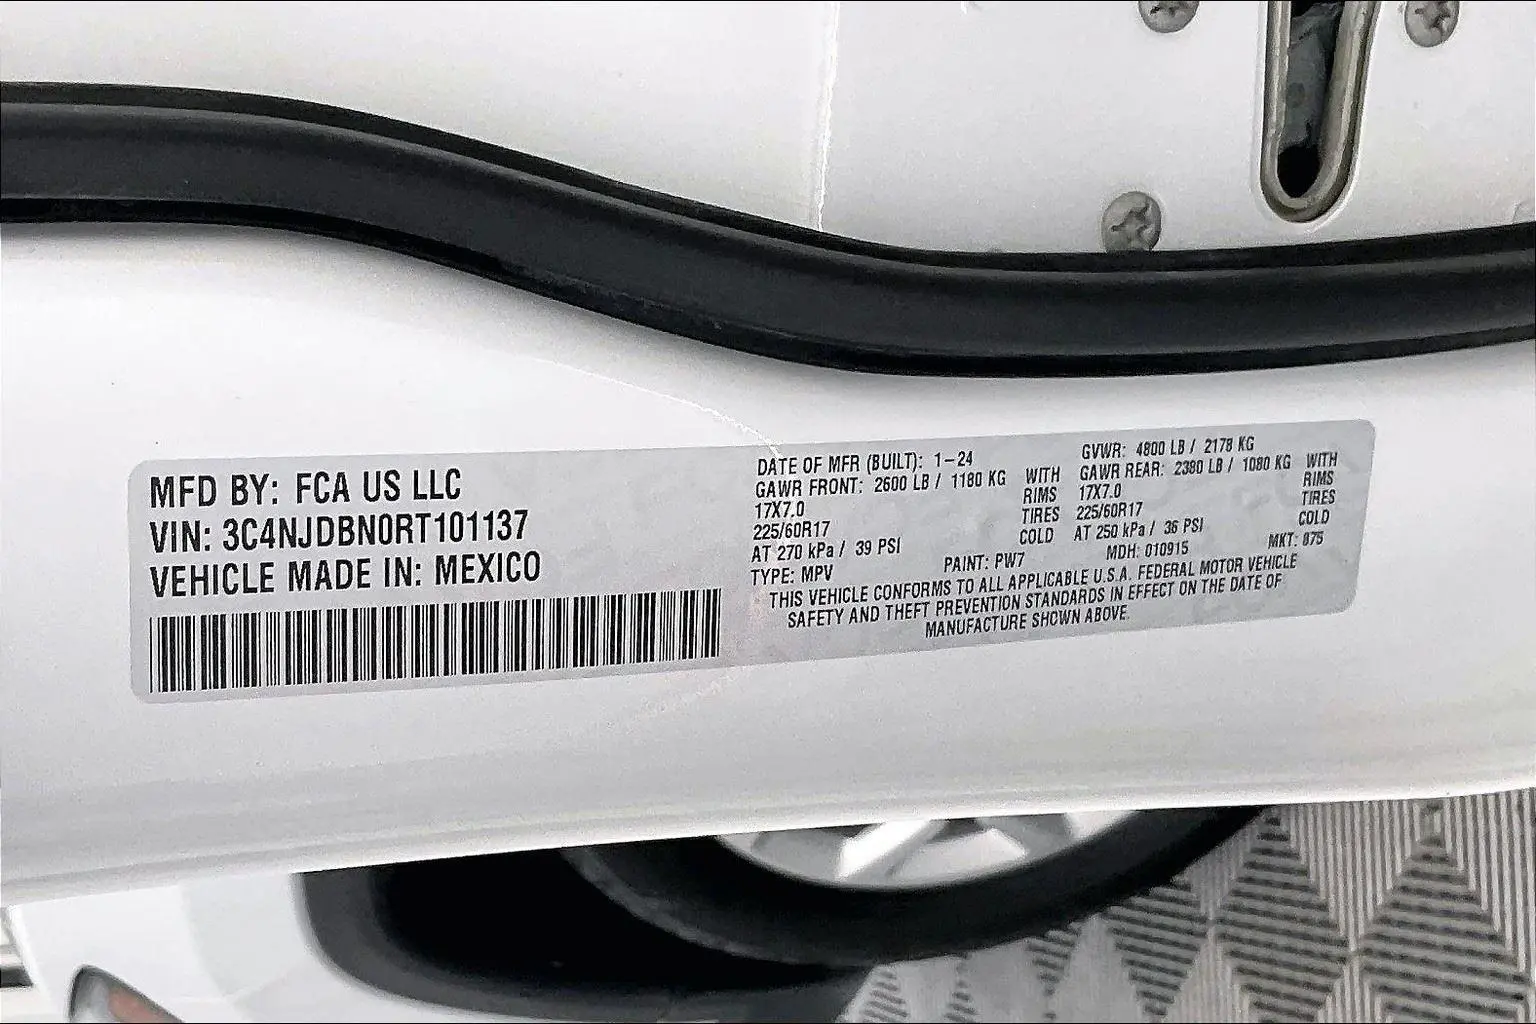 MFD BY: FCA US LLC
VIN: 3C4NJDBN0RT101137
VEHICLE MADE IN: MEXICO
DATE OF MFR (BUILT): 1-24
GAWR FRONT: 2600 LB / 1180 KG WITH
17X7.0 RIMS
225/60R17 TIRES
AT 270 kPa / 39 PSI COLD
GVWR: 4800 LB / 2178 KG
GAWR REAR: 2380 LB / 1080 KG WITH
17X7.0 RIMS
225/60R17 TIRES
AT 250 kPa / 36 PSI COLD
TYPE: MPV PAINT: PW7 MDH: 010915 MKT: 875
THIS VEHICLE CONFORMS TO ALL APPLICABLE U.S.A. FEDERAL MOTOR VEHICLE
SAFETY AND THEFT PREVENTION STANDARDS IN EFFECT ON THE DATE OF
MANUFACTURE SHOWN ABOVE.